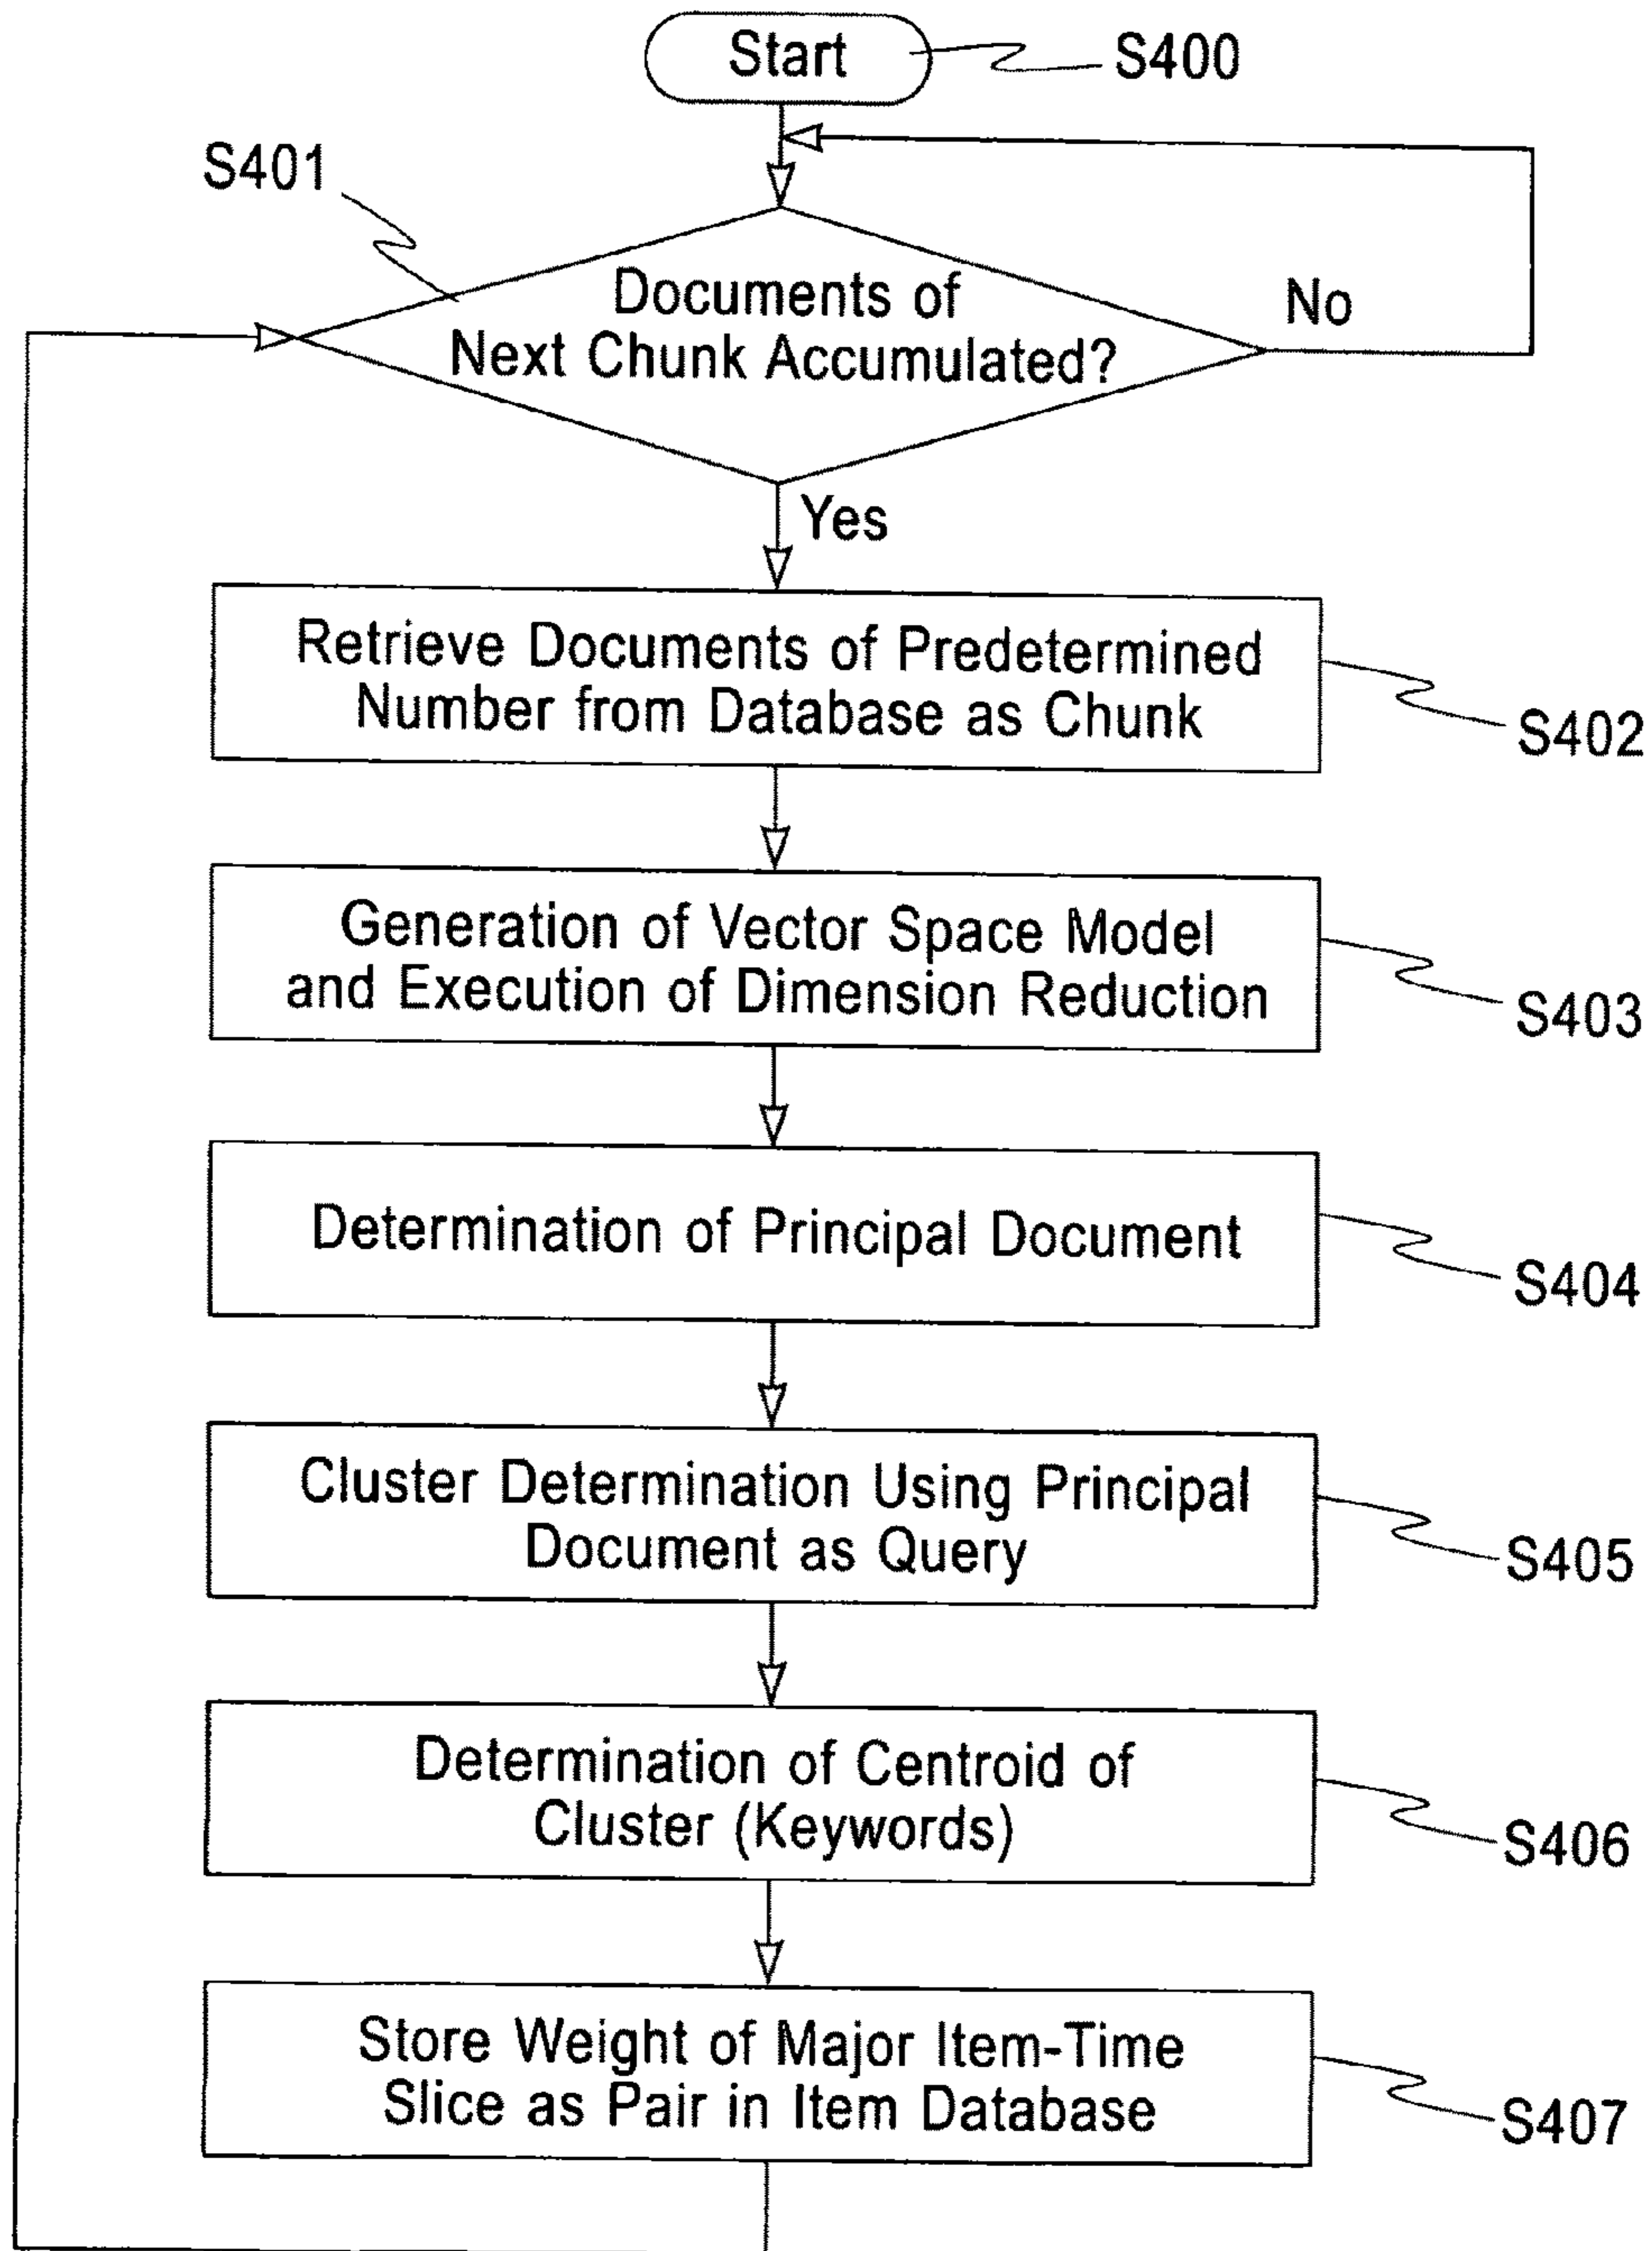 Start
S400
S401
Documents of
Next Chunk Accumulated?
No
Yes
Retrieve Documents of Predetermined
Number from Database as Chunk
S402
Generation of Vector Space Model
and Execution of Dimension Reduction
S403
Determination of Principal Document
S404
Cluster Determination Using Principal
Document as Query
S405
Determination of Centroid of
Cluster (Keywords)
S406
Store Weight of Major Item-Time
Slice as Pair in Item Database
S407